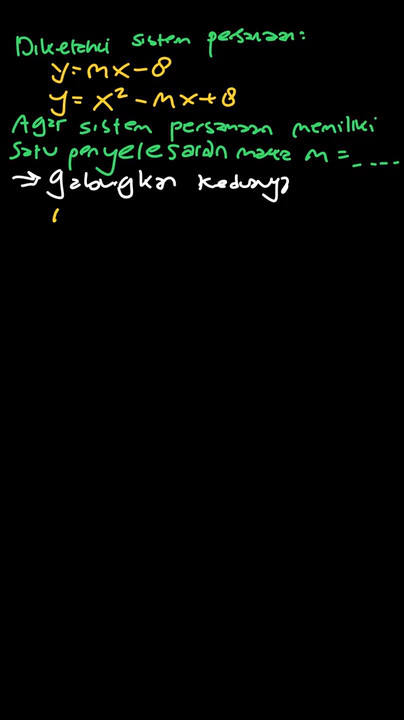 Diketahui sistem persamaan:
y = mx - 8
y = x² - mx + 8
Agar sistem persamaan memiliki
satu penyelesaian maka m = _ _ _ _
→ gabungkan keduanya